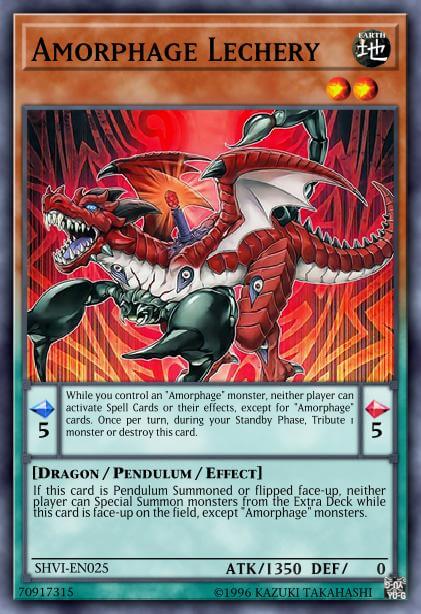 Amorphage Lechery
EARTH
地
While you control an "Amorphage" monster, neither player can
activate Spell Cards or their effects, except for "Amorphage"
cards. Once per turn, during your Standby Phase, Tribute 1
monster or destroy this card.
5
5
[Dragon / Pendulum / Effect]
If this card is Pendulum Summoned or flipped face-up, neither
player can Special Summon monsters from the Extra Deck while
this card is face-up on the field, except "Amorphage" monsters.
SHVI-EN025
ATK/1350 DEF/ 0
70917315
©1996 KAZUKI TAKAHASHI